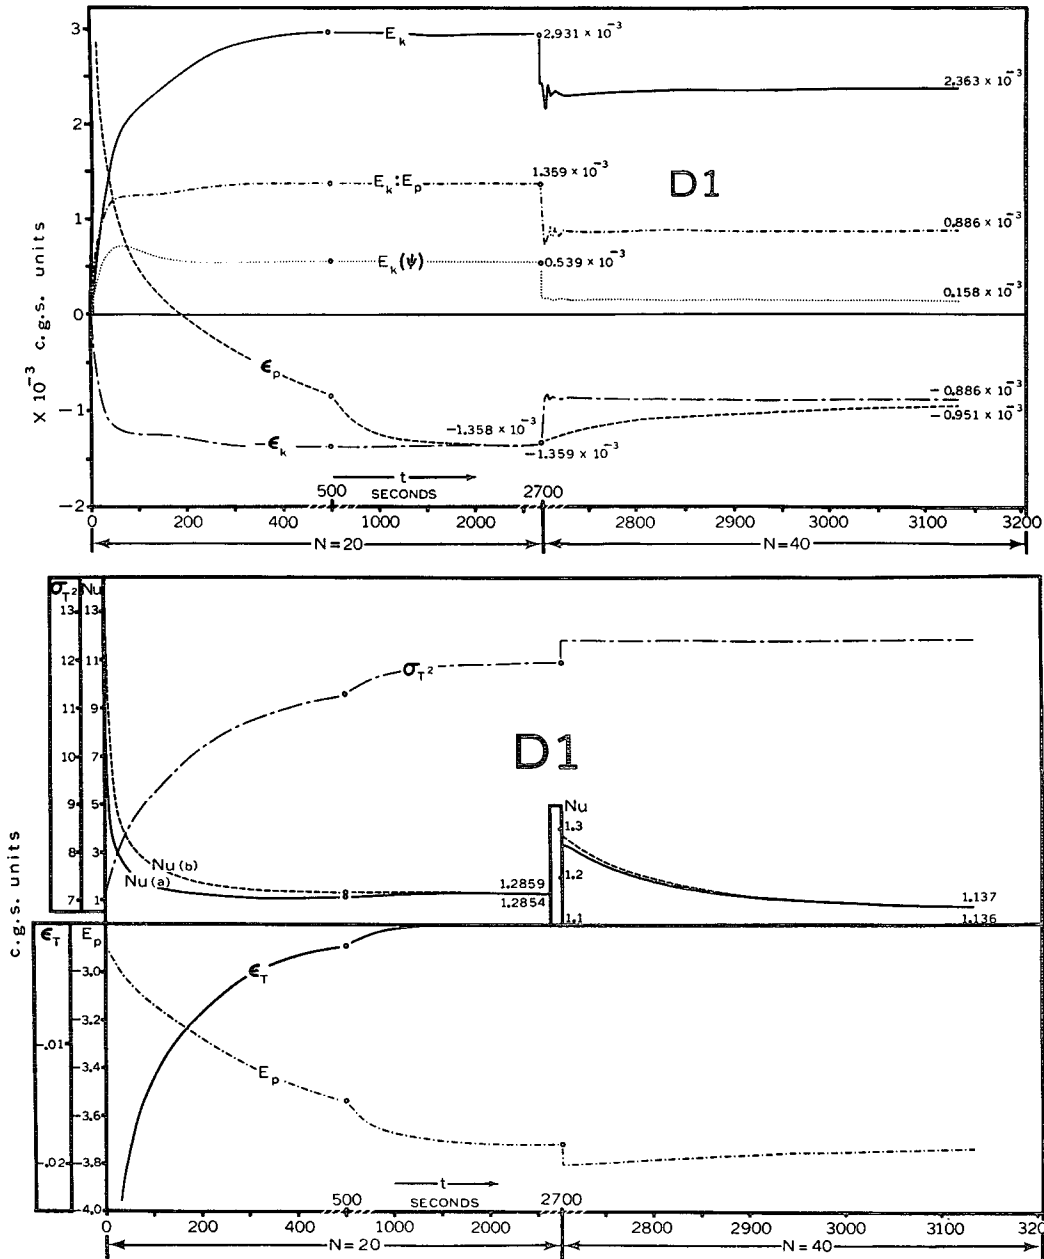 3
E_k
2.931 × 10⁻³
2.363 × 10⁻³
2
E_k:E_p
1.359 × 10⁻³
D1
1
0.886 × 10⁻³
E_k(ψ)
0.539 × 10⁻³
0.158 × 10⁻³
0
× 10⁻³ c.g.s. units
ϵ_p
-0.886 × 10⁻³
-1
-1.358 × 10⁻³
-0.951 × 10⁻³
ϵ_k
-1.359 × 10⁻³
t
500 SECONDS 2700
-2
0 200 400 1000 2000 2800 2900 3000 3100 3200
N=20 N=40
σ_T² Nu
13 13
12 11
σ_T²
11 9
D1
10 7
9 5
Nu
1.3
8 3
Nu(b)
Nu(a)
1.2
1.2859
1.2854
1.137
7 1
1.1
1.136
c.g.s. units
ϵ_T E_p
-3.0
ϵ_T
-3.2
-.01
-3.4
E_p
-3.6
-.02 -3.8
t
500 SECONDS 2700
-4.0
0 200 400 1000 2000 2800 2900 3000 3100 3200
N=20 N=40